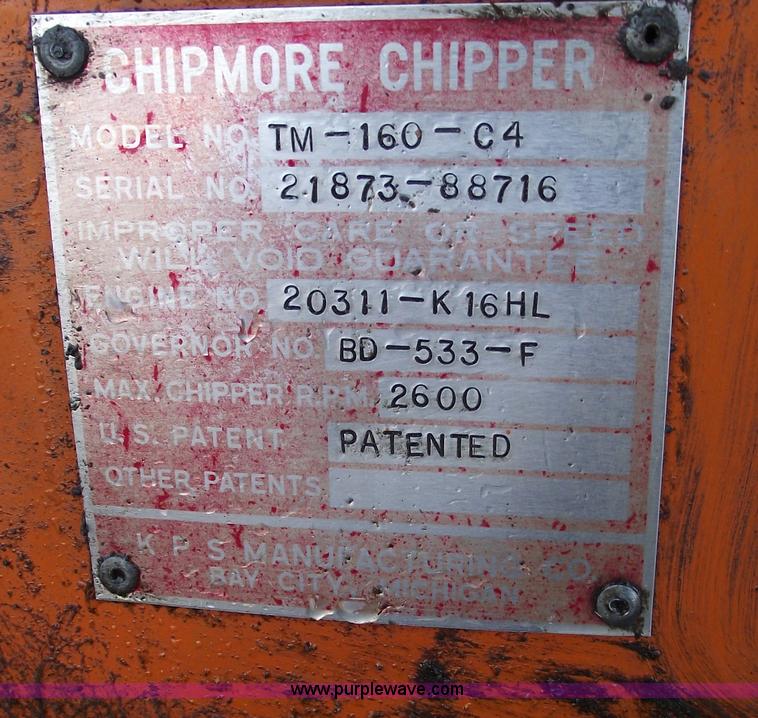 CHIPMORE CHIPPER
MODEL NO. TM-160-C4
SERIAL NO. 21873-88716
IMPROPER CARE OR SPEED
WILL VOID GUARANTEE
ENGINE NO. 20311-K16HL
GOVERNOR NO. BD-533-F
MAX. CHIPPER R.P.M. 2600
U.S. PATENT PATENTED
OTHER PATENTS
K P S MANUFACTURING CO.
BAY CITY, MICHIGAN
www.purplewave.com